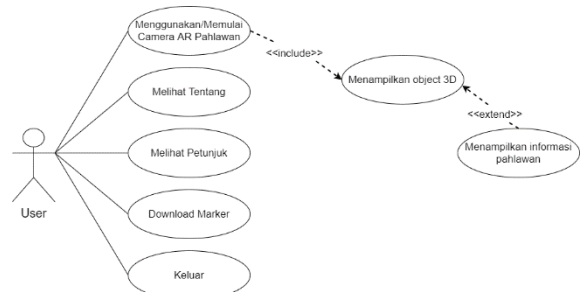 Menggunakan/Memulai
Camera AR Pahlawan
<<include>>
Menampilkan object 3D
Melihat Tentang
<<extend>>
Melihat Petunjuk
Menampilkan informasi
pahlawan
User
Download Marker
Keluar